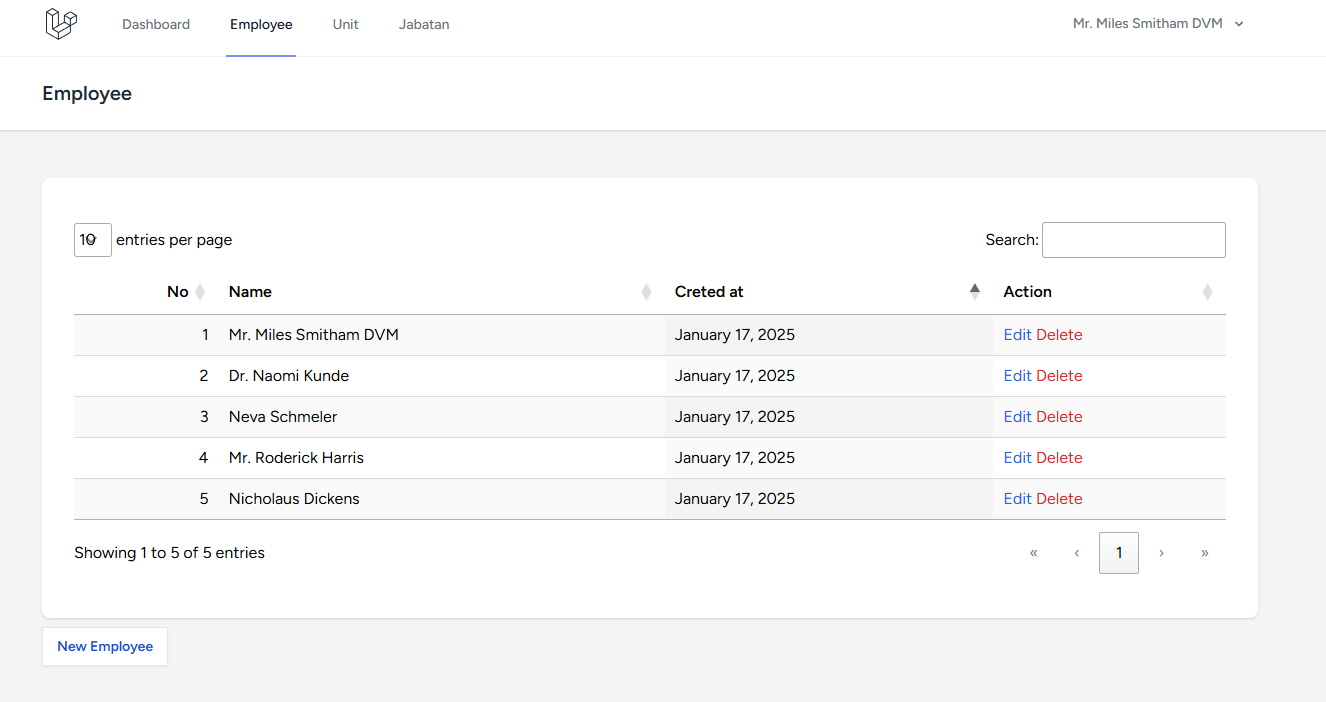 Dashboard Employee Unit Jabatan Mr. Miles Smitham DVM
Employee
10 entries per page Search:
No Name Creted at Action
1 Mr. Miles Smitham DVM January 17, 2025 Edit Delete
2 Dr. Naomi Kunde January 17, 2025 Edit Delete
3 Neva Schmeler January 17, 2025 Edit Delete
4 Mr. Roderick Harris January 17, 2025 Edit Delete
5 Nicholaus Dickens January 17, 2025 Edit Delete
Showing 1 to 5 of 5 entries « ‹ 1 › »
New Employee